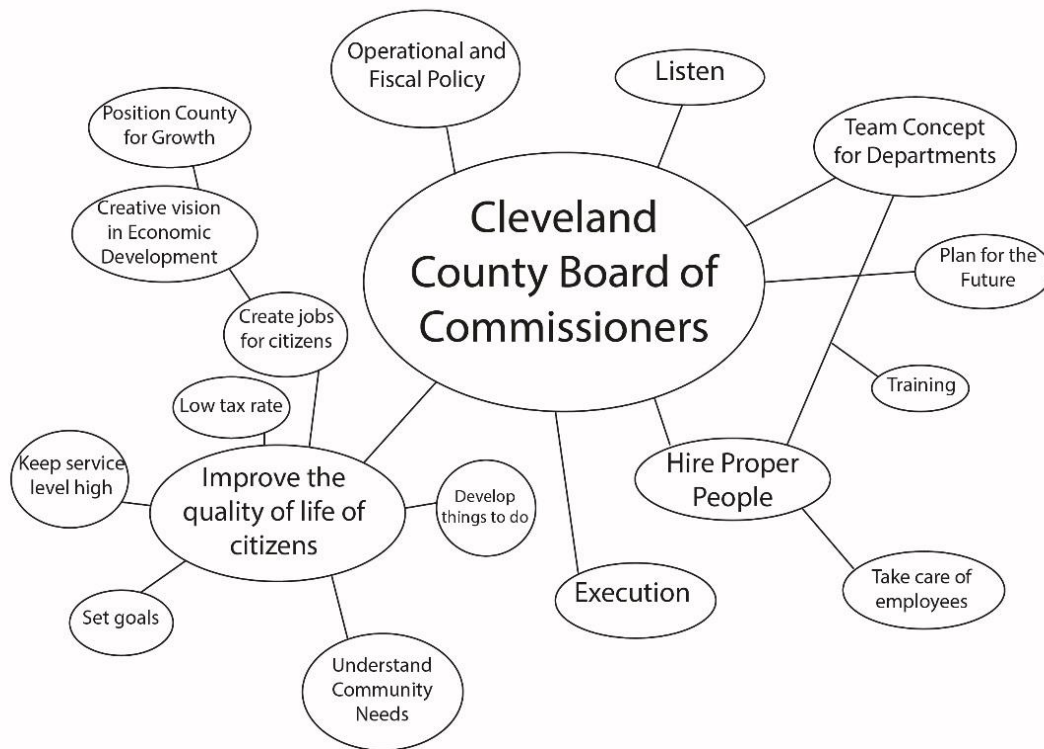 Operational and
Fiscal Policy
Listen
Position County
for Growth
Team Concept
for Departments
Creative vision
in Economic
Development
Cleveland
County Board of
Commissioners
Plan for the
Future
Create jobs
for citizens
Training
Low tax rate
Keep service
level high
Improve the
quality of life of
citizens
Develop
things to do
Hire Proper
People
Execution
Take care of
employees
Set goals
Understand
Community
Needs